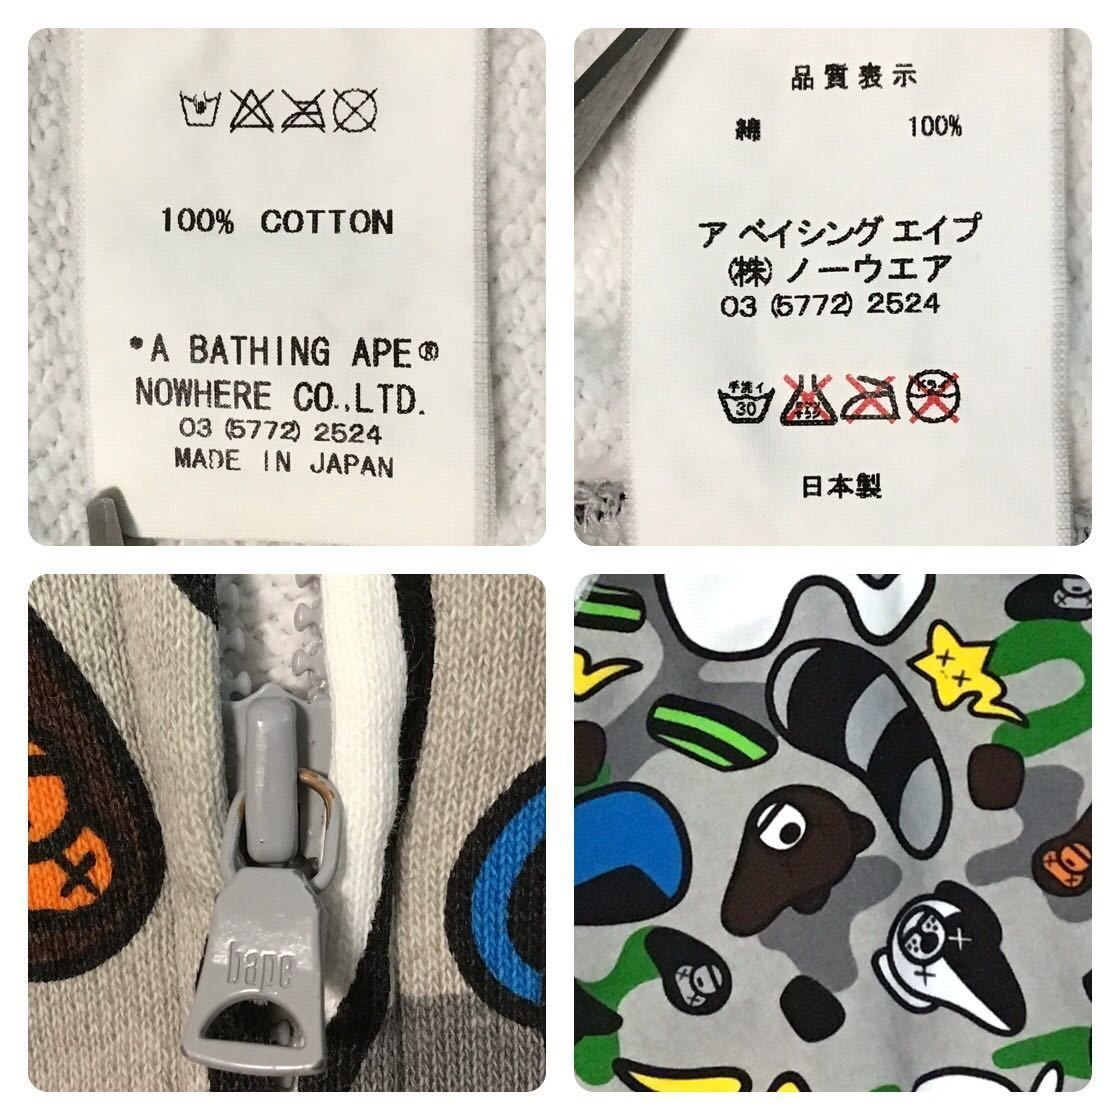 100% COTTON
*A BATHING APE®
NOWHERE CO.,LTD.
03 (5772) 2524
MADE IN JAPAN
品質表示
綿 100%
ア ベイシング エイプ
(株) ノーウエア
03 (5772) 2524
手洗イ
30
日本製
bape